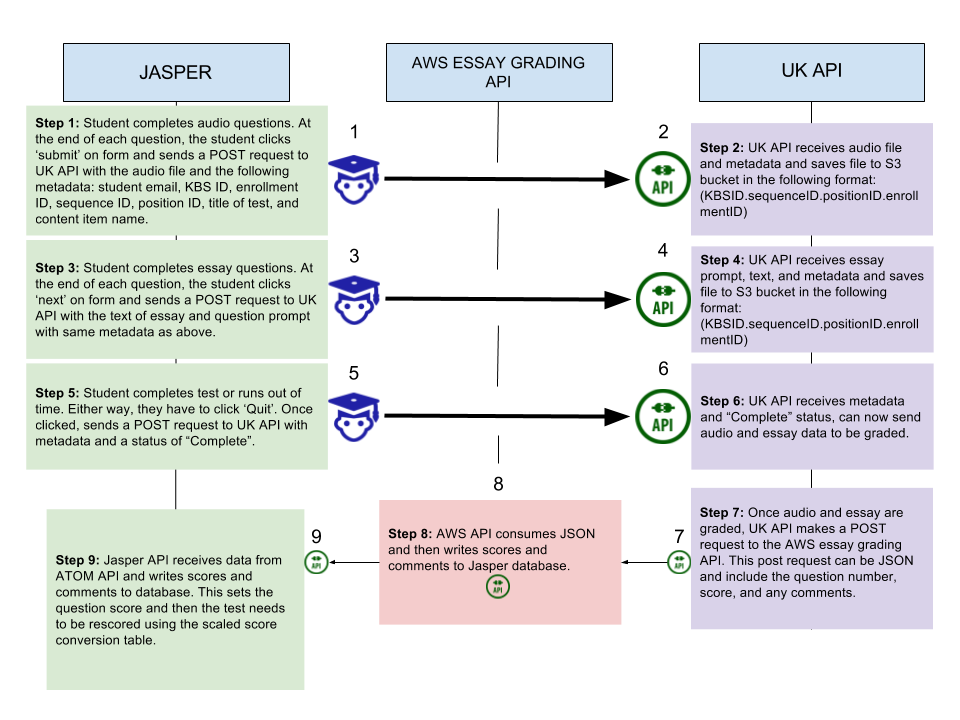 JASPER
AWS ESSAY GRADING
API
UK API
Step 1: Student completes audio questions. At
the end of each question, the student clicks
‘submit’ on form and sends a POST request to
UK API with the audio file and the following
metadata: student email, KBS ID, enrollment
ID, sequence ID, position ID, title of test, and
content item name.
1
2
API
Step 2: UK API receives audio file
and metadata and saves file to S3
bucket in the following format:
(KBSID.sequenceID.positionID.enroll
mentID)
Step 3: Student completes essay questions. At
the end of each question, the student clicks
‘next’ on form and sends a POST request to UK
API with the text of essay and question prompt
with same metadata as above.
3
4
API
Step 4: UK API receives essay
prompt, text, and metadata and saves
file to S3 bucket in the following
format:
(KBSID.sequenceID.positionID.enroll
mentID)
Step 5: Student completes test or runs out of
time. Either way, they have to click ‘Quit’. Once
clicked, sends a POST request to UK API with
metadata and a status of “Complete”.
5
6
API
Step 6: UK API receives metadata
and “Complete” status, can now send
audio and essay data to be graded.
Step 7: Once audio and essay are
graded, UK API makes a POST
request to the AWS essay grading
API. This post request can be JSON
and include the question number,
score, and any comments.
7
API
8
Step 8: AWS API consumes JSON
and then writes scores and
comments to Jasper database.
API
9
API
Step 9: Jasper API receives data from
ATOM API and writes scores and
comments to database. This sets the
question score and then the test needs
to be rescored using the scaled score
conversion table.